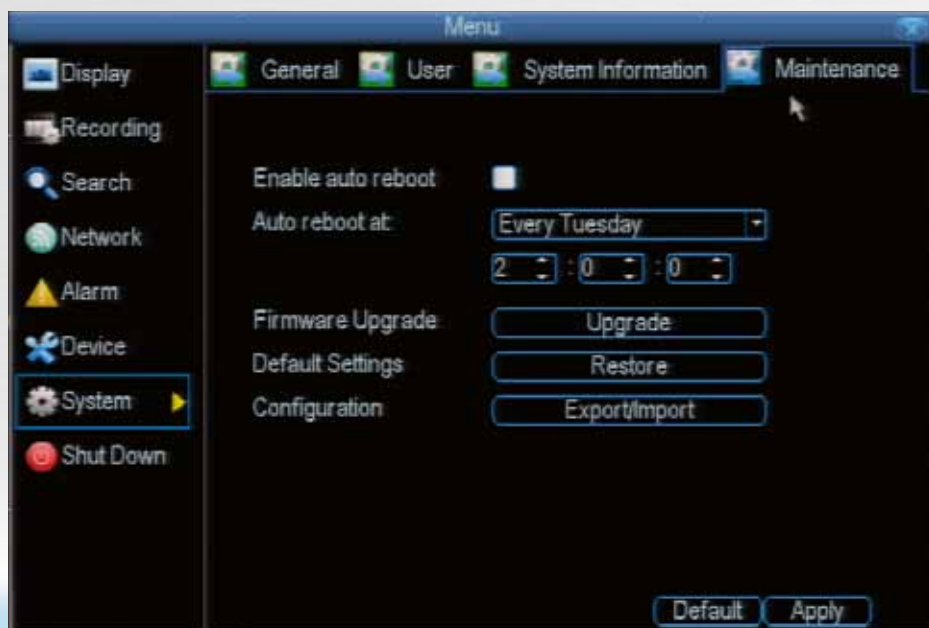 Menu
Display
Recording
Search
Network
Alarm
Device
System
Shut Down
General User System Information Maintenance
Enable auto reboot
Auto reboot at: Every Tuesday
2 : 0 : 0
Firmware Upgrade Upgrade
Default Settings Restore
Configuration Export/Import
Default Apply